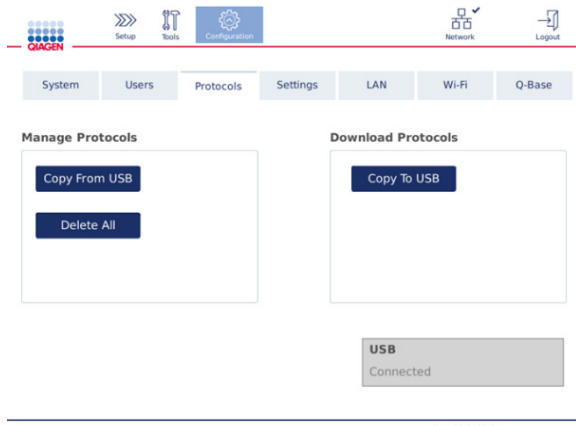 QIAGEN
Setup
Tools
Configuration
Network
Logout
System
Users
Protocols
Settings
LAN
Wi-Fi
Q-Base
Manage Protocols
Download Protocols
Copy From USB
Copy To USB
Delete All
USB
Connected